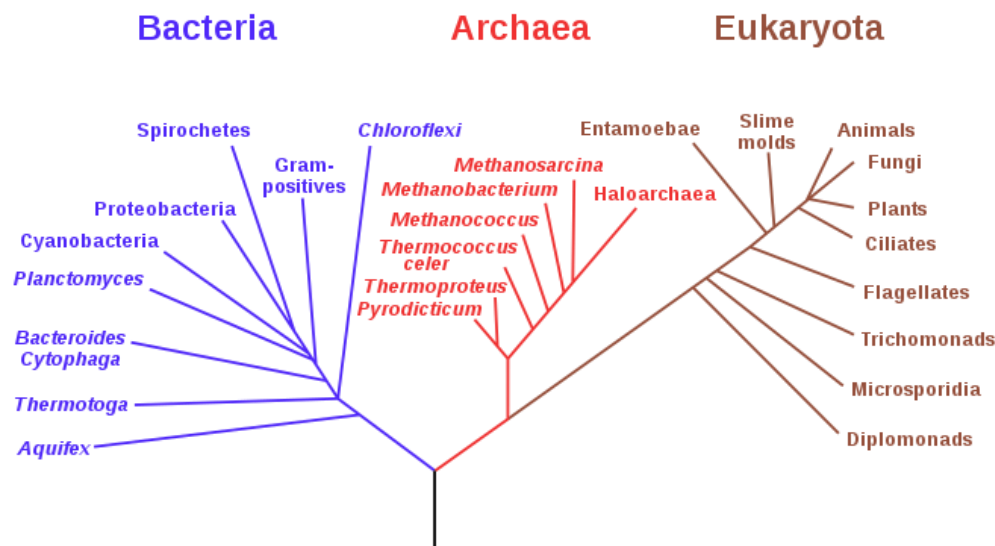 Bacteria
Archaea
Eukaryota
Spirochetes
Chloroflexi
Gram-
positives
Proteobacteria
Cyanobacteria
Planctomyces
Bacteroides
Cytophaga
Thermotoga
Aquifex
Methanosarcina
Methanobacterium
Haloarchaea
Methanococcus
Thermococcus
celer
Thermoproteus
Pyrodicticum
Entamoebae
Slime
molds
Animals
Fungi
Plants
Ciliates
Flagellates
Trichomonads
Microsporidia
Diplomonads